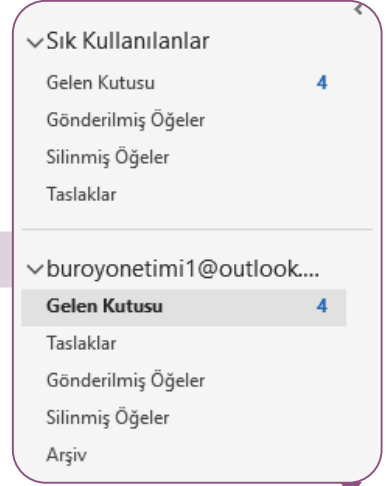 Sık Kullanılanlar
Gelen Kutusu 4
Gönderilmiş Öğeler
Silinmiş Öğeler
Taslaklar
buroyonetimi1@outlook....
Gelen Kutusu 4
Taslaklar
Gönderilmiş Öğeler
Silinmiş Öğeler
Arşiv